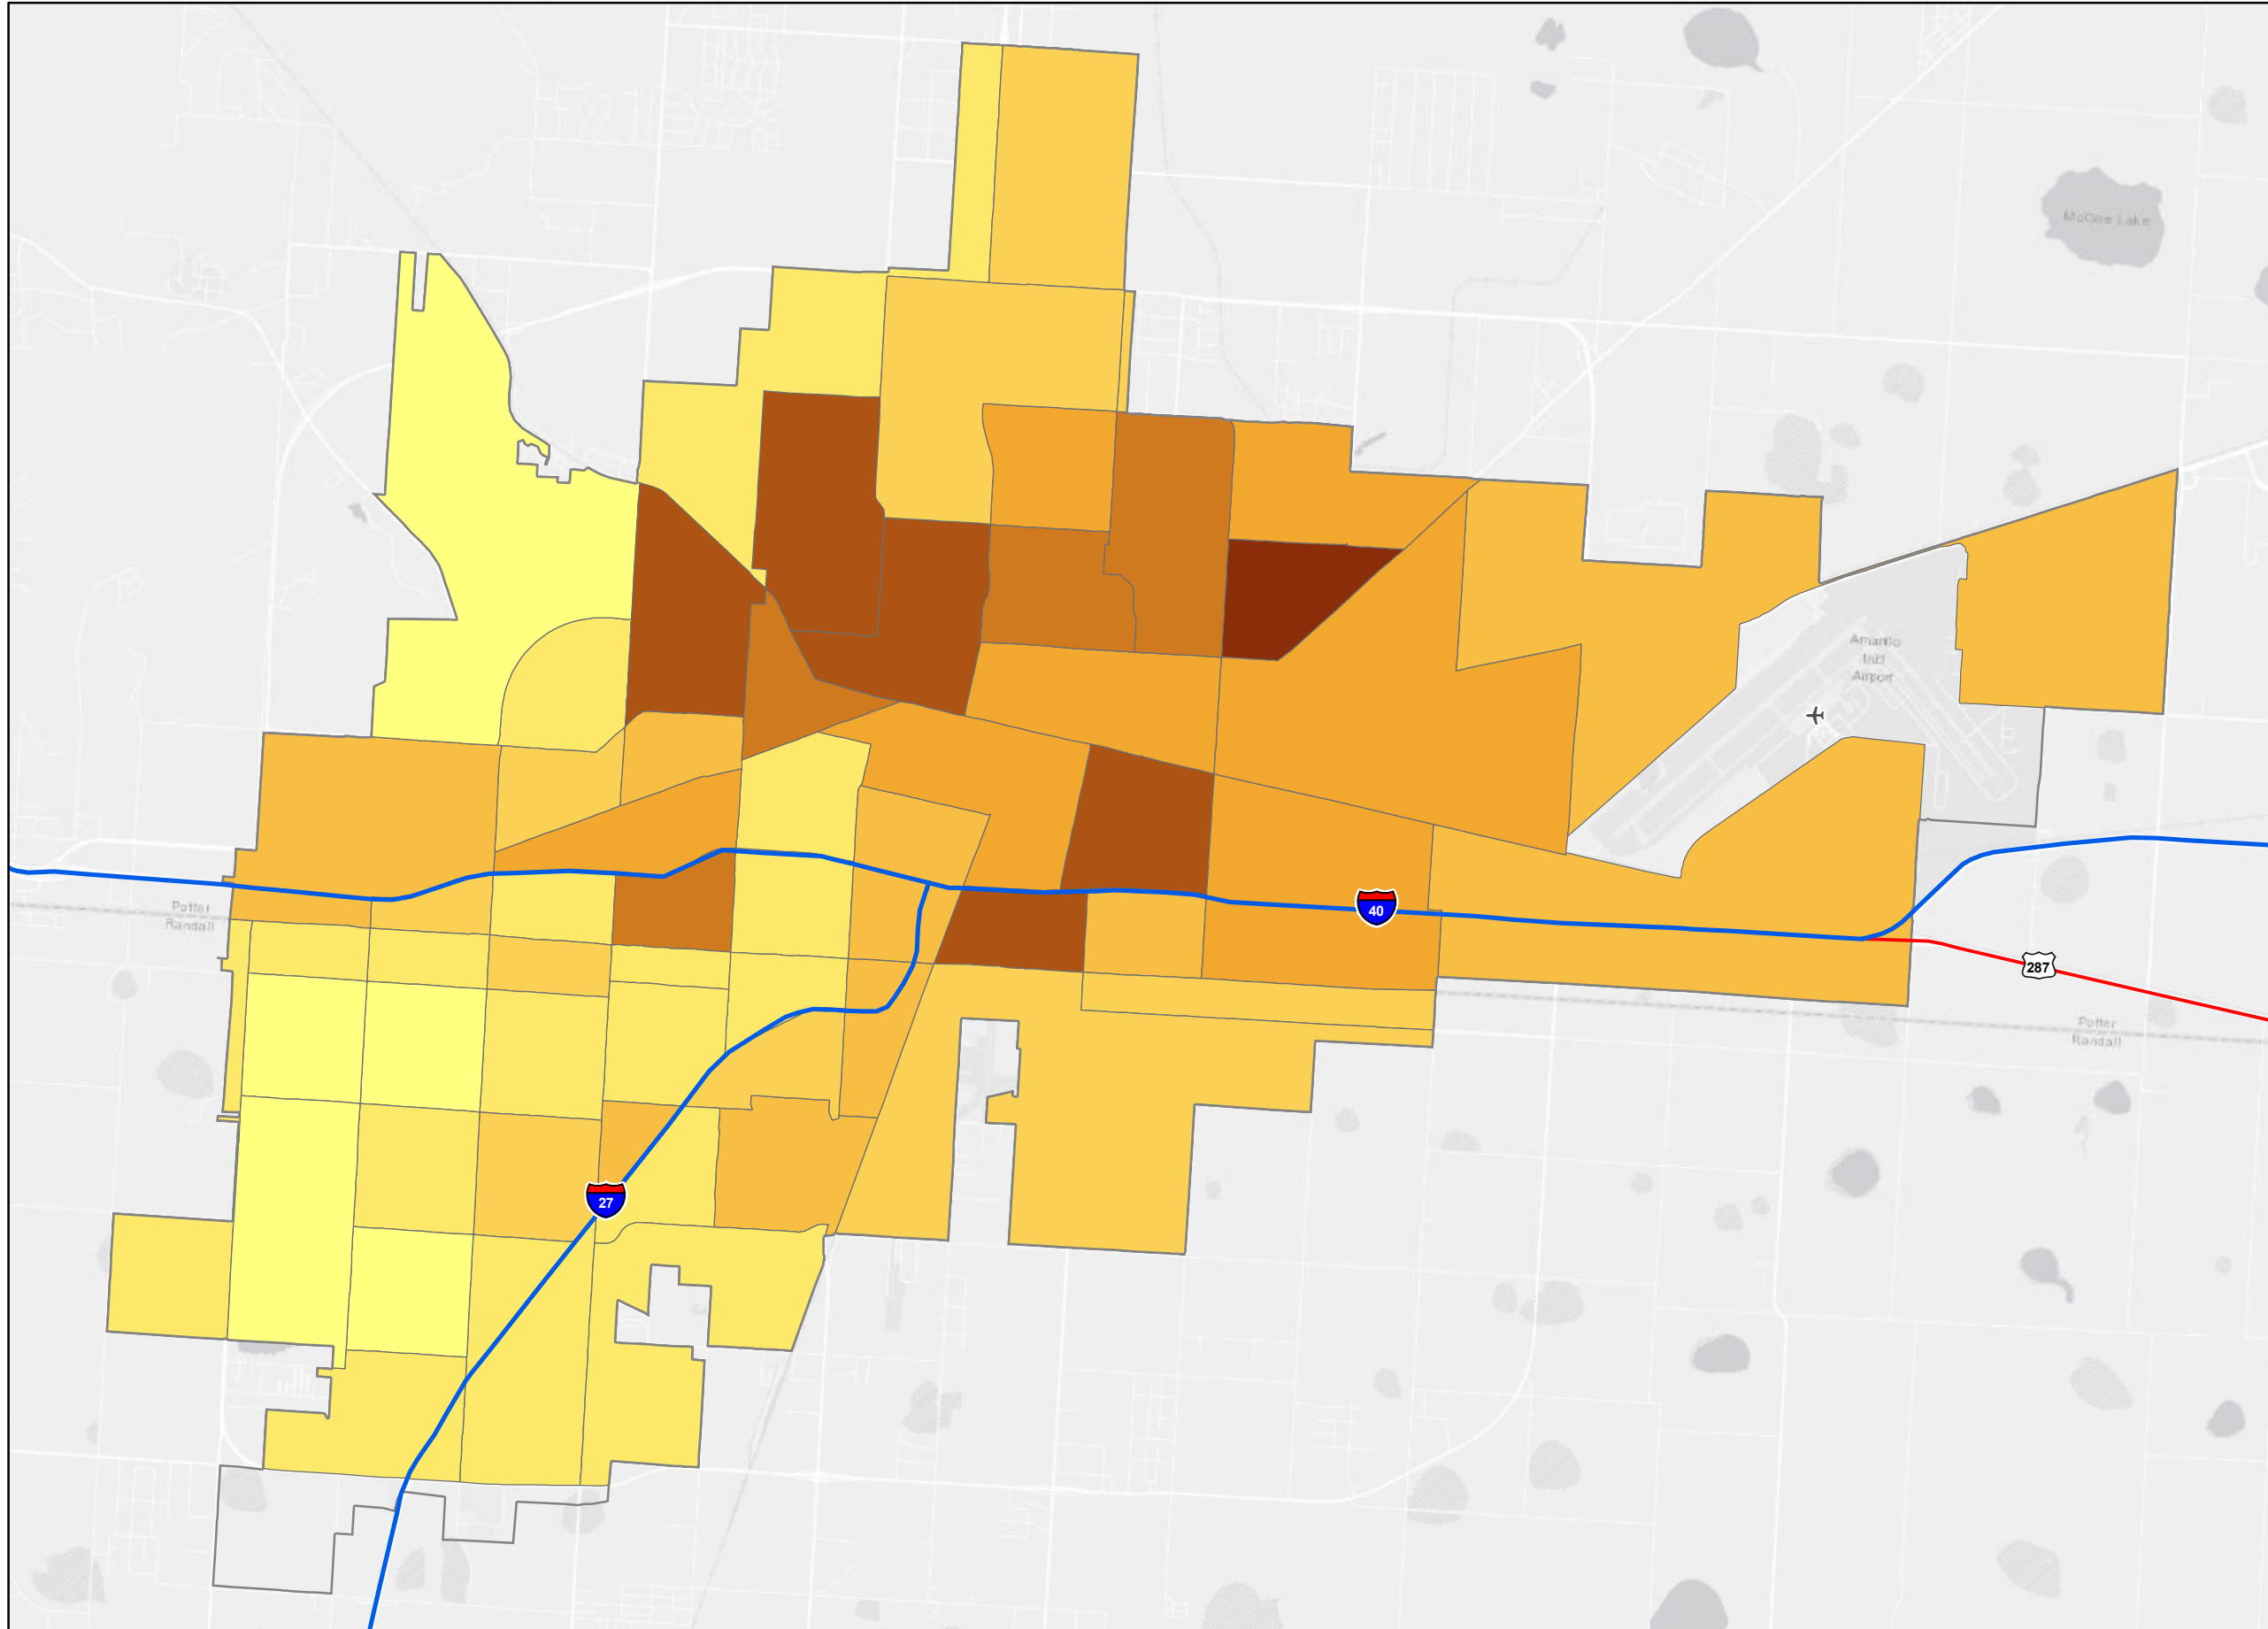 McGee Lake
Amarillo
Intl
Airport
Potter
Randall
40
287
Potter
Randall
27